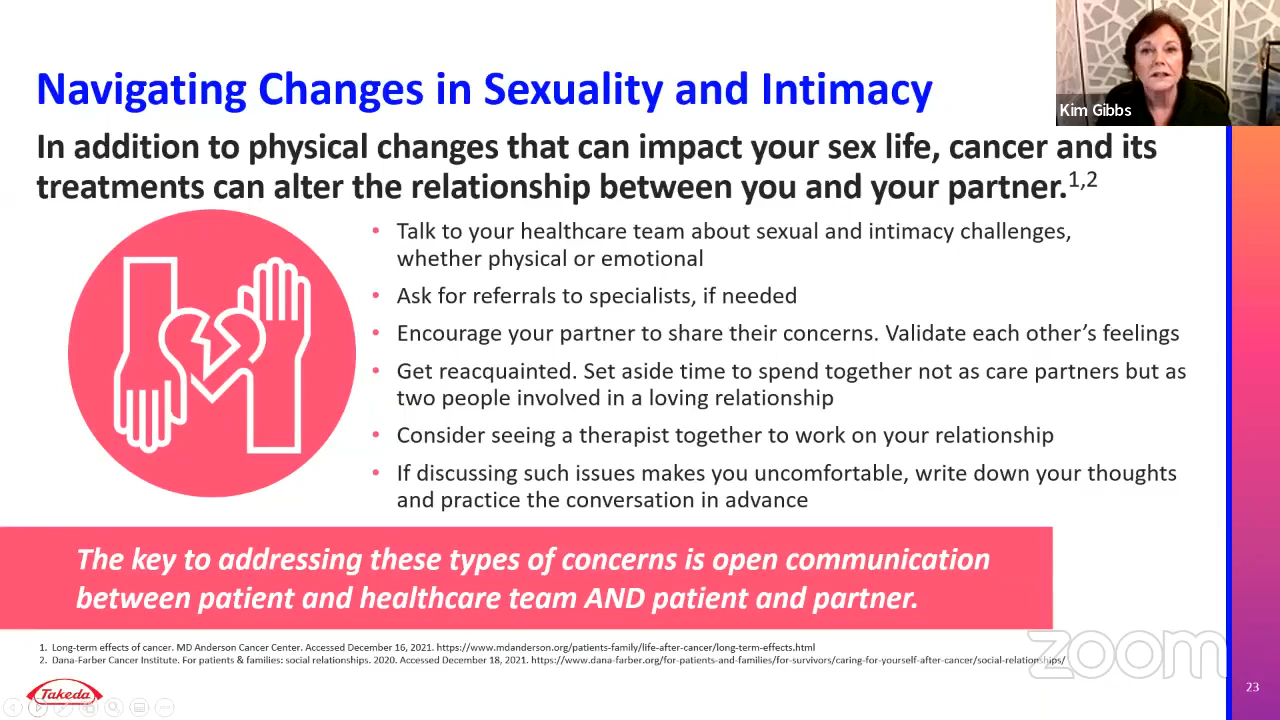 Navigating Changes in Sexuality and Intimacy
Kim Gibbs
In addition to physical changes that can impact your sex life, cancer and its
treatments can alter the relationship between you and your partner.1,2
• Talk to your healthcare team about sexual and intimacy challenges,
whether physical or emotional
• Ask for referrals to specialists, if needed
• Encourage your partner to share their concerns. Validate each other's feelings
• Get reacquainted. Set aside time to spend together not as care partners but as
two people involved in a loving relationship
• Consider seeing a therapist together to work on your relationship
• If discussing such issues makes you uncomfortable, write down your thoughts
and practice the conversation in advance
The key to addressing these types of concerns is open communication
between patient and healthcare team AND patient and partner.
1. Long-term effects of cancer. MD Anderson Cancer Center. Accessed December 16, 2021. https://www.mdanderson.org/patients-family/life-after-cancer/long-term-effects.html
2. Dana-Farber Cancer Institute. For patients & families: social relationships. 2020. Accessed December 18, 2021. https://www.dana-farber.org/for-patients-and-families/for-survivors/caring-for-yourself-after-cancer/social-relationships/
zoom
Takeda
23